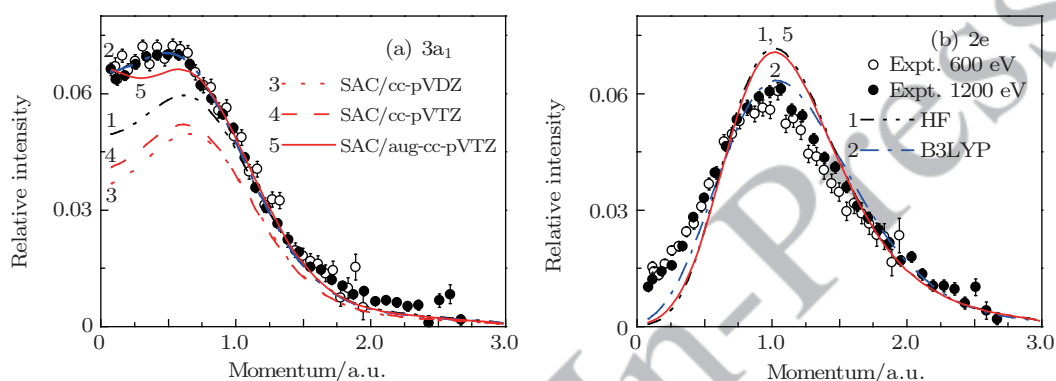 Relative intensity
0.06
0.03
0
0
1.0
2.0
3.0
Momentum/a.u.
(a) 3a₁
2
5
1
4
3
3 SAC/cc-pVDZ
4 SAC/cc-pVTZ
5 SAC/aug-cc-pVTZ
Relative intensity
0.06
0.03
0
0
1.0
2.0
3.0
Momentum/a.u.
(b) 2e
1, 5
2
Expt. 600 eV
Expt. 1200 eV
1 HF
2 B3LYP
In-Press